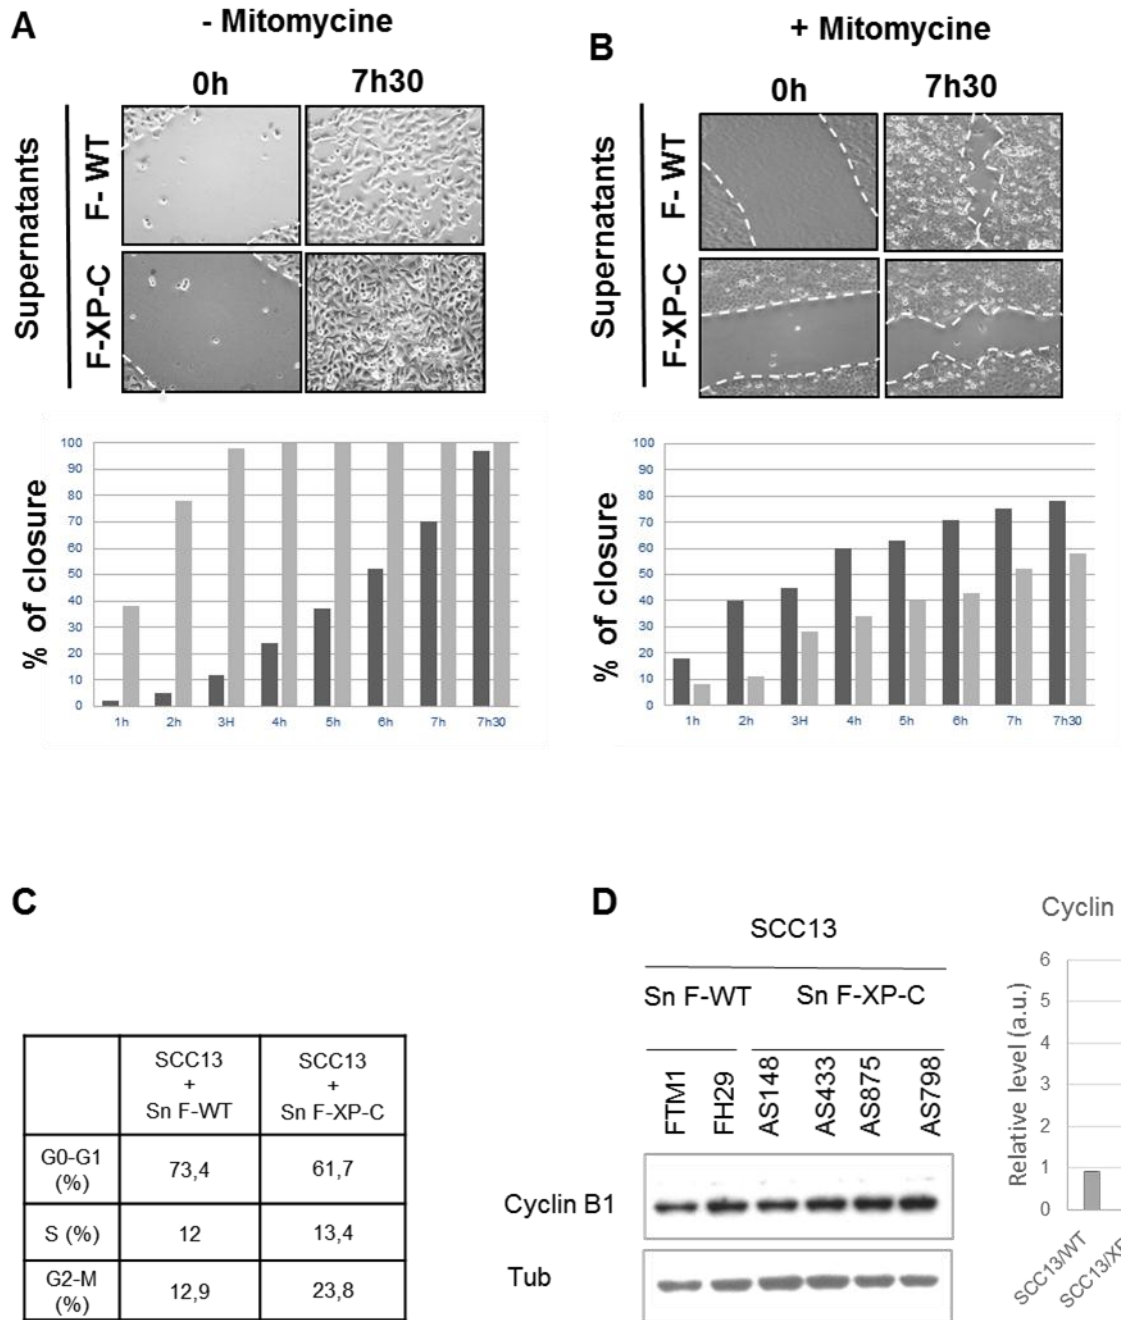 A
- Mitomycine
0h
7h30
Supernatants
F- WT
F-XP-C
% of closure
100
90
80
70
60
50
40
30
20
10
0
1h 2h 3H 4h 5h 6h 7h 7h30
B
+ Mitomycine
0h
7h30
Supernatants
F- WT
F-XP-C
% of closure
100
90
80
70
60
50
40
30
20
10
0
1h 2h 3H 4h 5h 6h 7h 7h30
C
SCC13
+
Sn F-WT
SCC13
+
Sn F-XP-C
G0-G1
(%)
73,4
61,7
S (%)
12
13,4
G2-M
(%)
12,9
23,8
D
SCC13
Sn F-WT
Sn F-XP-C
FTM1
FH29
AS148
AS433
AS875
AS798
Cyclin B1
Tub
Cyclin
Relative level (a.u.)
6
5
4
3
2
1
0
SCC13/WT
SCC13/XP